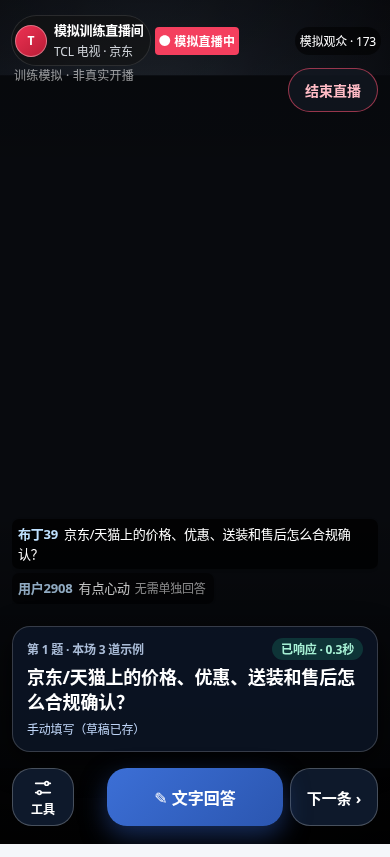 T
模拟训练直播间
TCL 电视 · 京东
模拟直播中
模拟观众 · 173
训练模拟 · 非真实开播
结束直播
布丁39 京东/天猫上的价格、优惠、送装和售后怎么合规确
认?
用户2908 有点心动 无需单独回答
第 1 题 · 本场 3 道示例
已响应 · 0.3秒
京东/天猫上的价格、优惠、送装和售后怎
么合规确认?
手动填写（草稿已存）
工具
✎ 文字回答
下一条 ›